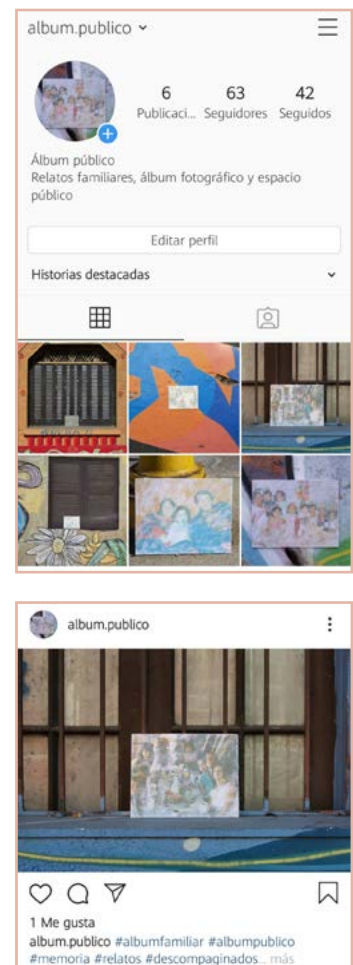 album.publico
6 63 42
Publicaci... Seguidores Seguidos
Álbum público
Relatos familiares, álbum fotográfico y espacio
público
Editar perfil
Historias destacadas
album.publico
1 Me gusta
album.publico #albumfamiliar #albumpublico
#memoria #relatos #descompaginados... más